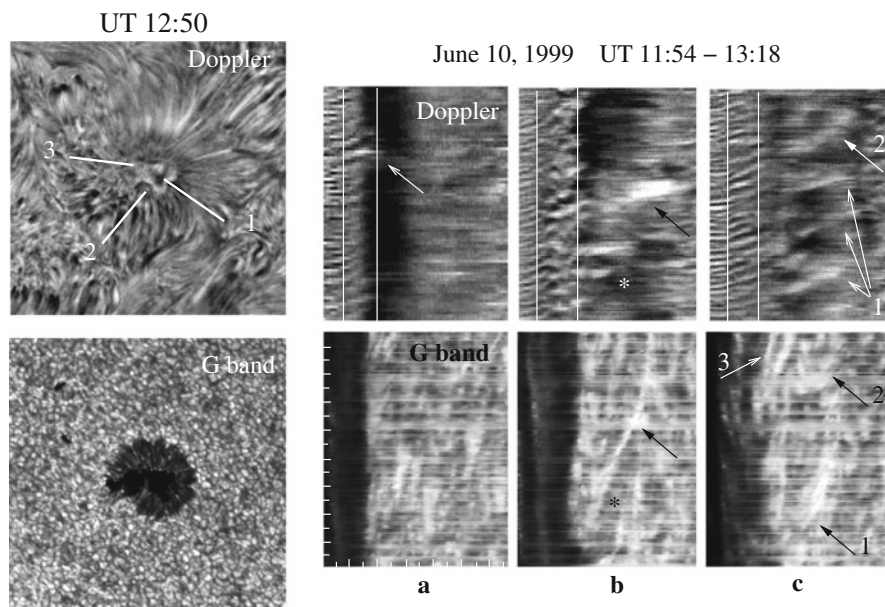 UT 12:50
Doppler
3
2
1
G band
June 10, 1999 UT 11:54 – 13:18
Doppler
2
1
*
G band
3
2
1
*
a
b
c